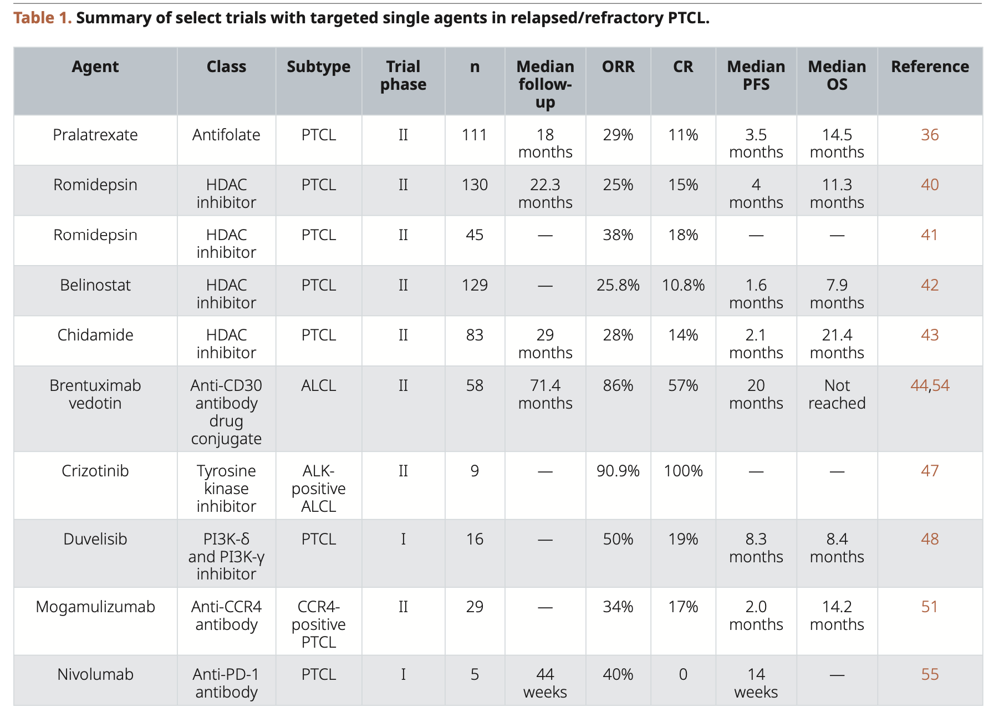 Table 1. Summary of select trials with targeted single agents in relapsed/refractory PTCL.
Agent Class Subtype Trial phase n Median follow-up ORR CR Median PFS Median OS Reference
Pralatrexate Antifolate PTCL II 111 18 months 29% 11% 3.5 months 14.5 months 36
Romidepsin HDAC inhibitor PTCL II 130 22.3 months 25% 15% 4 months 11.3 months 40
Romidepsin HDAC inhibitor PTCL II 45 — 38% 18% — — 41
Belinostat HDAC inhibitor PTCL II 129 — 25.8% 10.8% 1.6 months 7.9 months 42
Chidamide HDAC inhibitor PTCL II 83 29 months 28% 14% 2.1 months 21.4 months 43
Brentuximab vedotin Anti-CD30 antibody drug conjugate ALCL II 58 71.4 months 86% 57% 20 months Not reached 44,54
Crizotinib Tyrosine kinase inhibitor ALK-positive ALCL II 9 — 90.9% 100% — — 47
Duvelisib PI3K-δ and PI3K-γ inhibitor PTCL I 16 — 50% 19% 8.3 months 8.4 months 48
Mogamulizumab Anti-CCR4 antibody CCR4-positive PTCL II 29 — 34% 17% 2.0 months 14.2 months 51
Nivolumab Anti-PD-1 antibody PTCL I 5 44 weeks 40% 0 14 weeks — 55